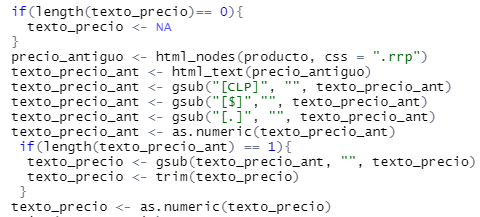 if(length(texto_precio)== 0){
  texto_precio <- NA
}
precio_antiguo <- html_nodes(producto, css = ".rrp")
texto_precio_ant <- html_text(precio_antiguo)
texto_precio_ant <- gsub("[CLP]", "", texto_precio_ant)
texto_precio_ant <- gsub("[$]","", texto_precio_ant)
texto_precio_ant <- gsub("[.]", "", texto_precio_ant)
texto_precio_ant <- as.numeric(texto_precio_ant)
 if(length(texto_precio_ant) == 1){
  texto_precio <- gsub(texto_precio_ant, "", texto_precio)
  texto_precio <- trim(texto_precio)
 }
texto_precio <- as.numeric(texto_precio)